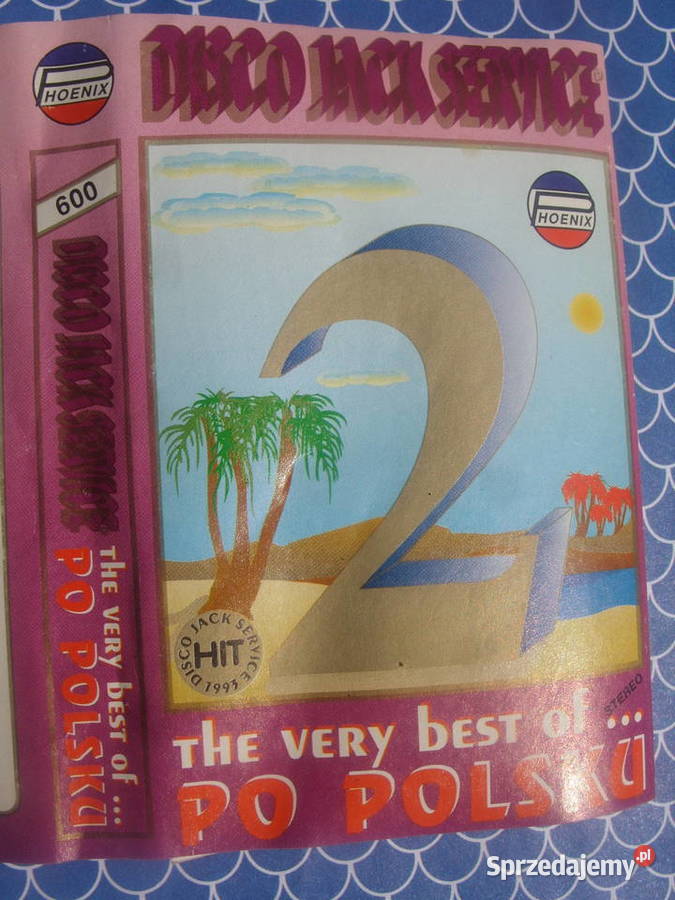 PHOENIX
600
DISCO JACK SERVICE
THE VERY BEST OF ...
PO POLSKU
DISCO JACK SERVICE
PHOENIX
2
DISCO JACK SERVICE
HIT
1993
STEREO
THE VERY BEST OF ...
PO POLSKU
Sprzedajemy.pl